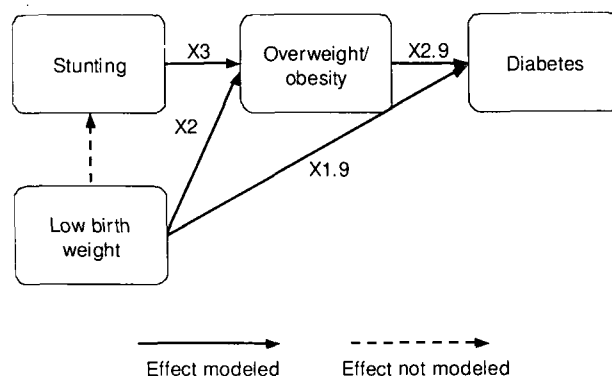 Stunting
X3
Overweight/
obesity
X2.9
Diabetes
X2
X1.9
Low birth
weight
Effect modeled
Effect not modeled